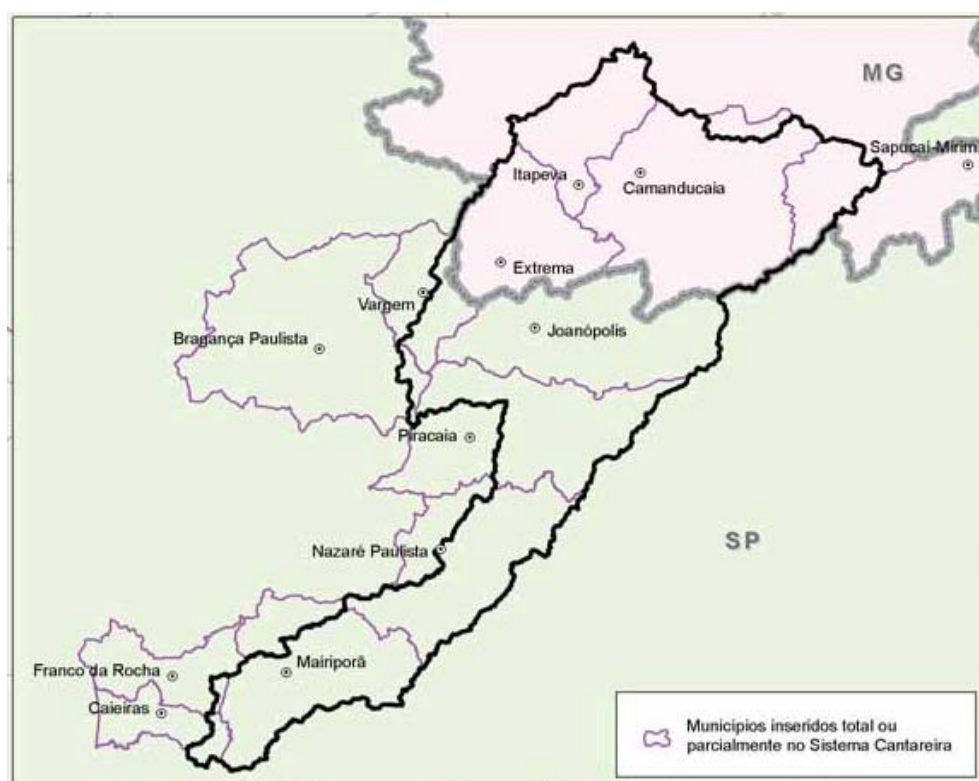 MG
Sapucaí-Mirim
Itapeva
Camanducaia
Extrema
Vargem
Joanópolis
Bragança Paulista
Piracaia
SP
Nazaré Paulista
Franco da Rocha
Mairiporã
Caieiras
Municípios inseridos total ou
parcialmente no Sistema Cantareira